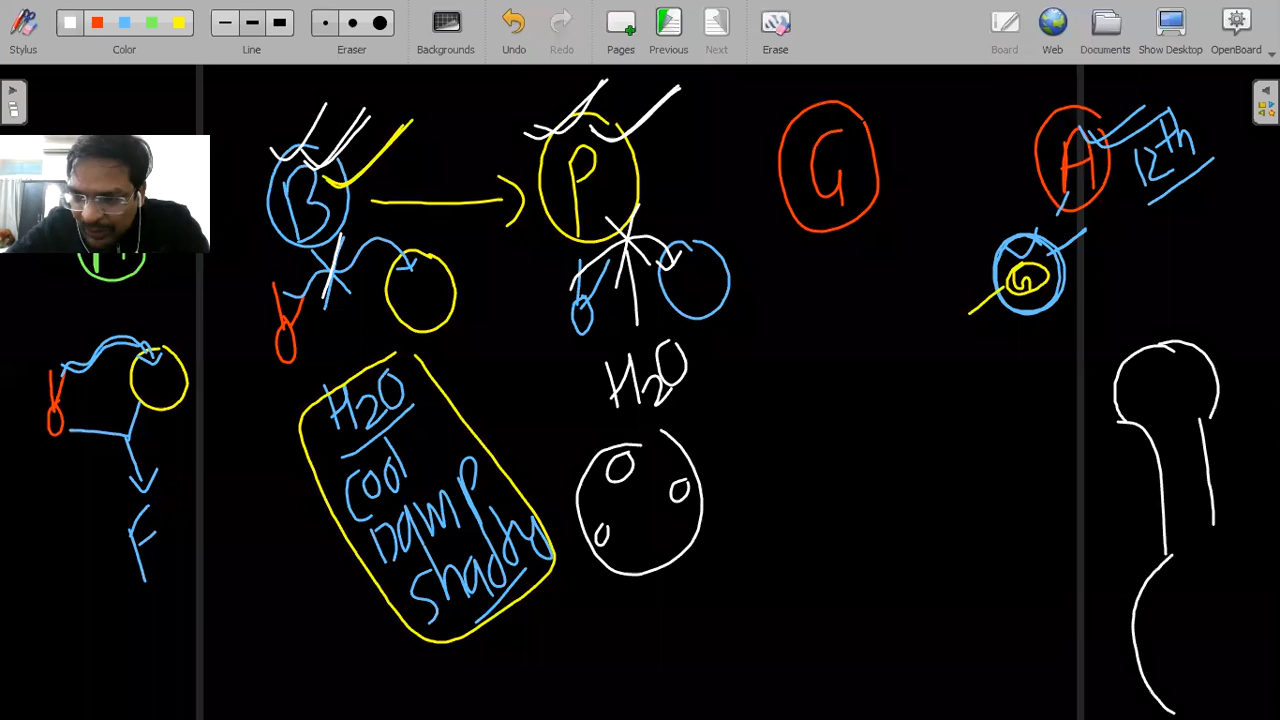 Stylus
Color
Line
Eraser
Backgrounds
Undo
Redo
Pages
Previous
Next
Erase
Board
Web
Documents
Show Desktop
OpenBoard
B
P
G
A
12th
G
H2O
cool
Damp
shaddy
H2O
F